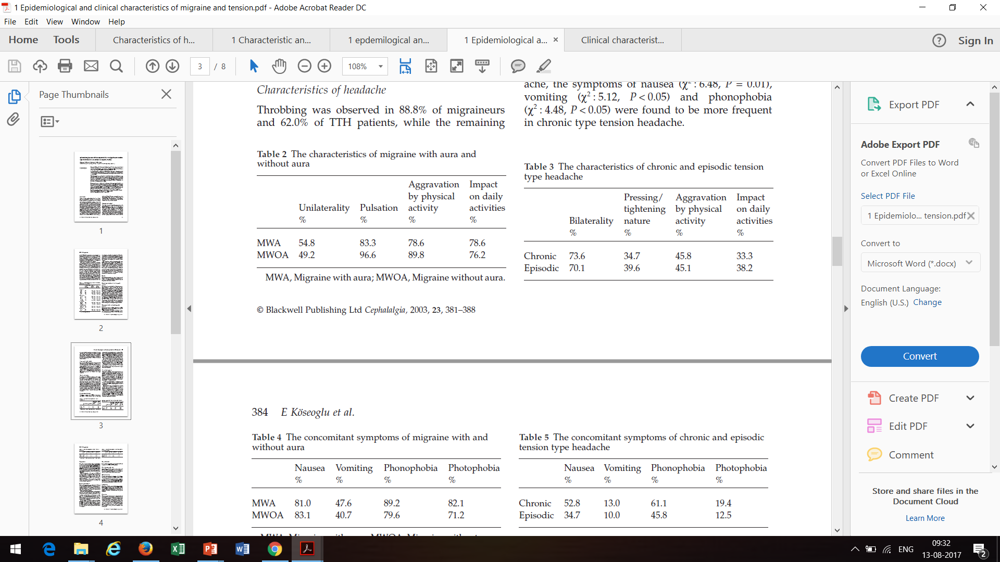 1 Epidemiological and clinical characteristics of migraine and tension.pdf - Adobe Acrobat Reader DC
File Edit View Window Help
Home Tools Characteristics of h... 1 Characteristic an... 1 epdemilogical an... 1 Epidemiological a... × Clinical characterist... ? Sign In
3 / 8 108%
Page Thumbnails
1
2
3
4
Characteristics of headache
Throbbing was observed in 88.8% of migraineurs
and 62.0% of TTH patients, while the remaining
ache, the symptoms of nausea (χ² : 6.48, P = 0.01),
vomiting (χ² : 5.12, P < 0.05) and phonophobia
(χ² : 4.48, P < 0.05) were found to be more frequent
in chronic type tension headache.
Table 2 The characteristics of migraine with aura and
without aura
Aggravation Impact
by physical on daily
Unilaterality Pulsation activity activities
% % % %
MWA 54.8 83.3 78.6 78.6
MWOA 49.2 96.6 89.8 76.2
MWA, Migraine with aura; MWOA, Migraine without aura.
Table 3 The characteristics of chronic and episodic tension
type headache
Pressing/ Aggravation Impact
tightening by physical on daily
Bilaterality nature activity activities
% % % %
Chronic 73.6 34.7 45.8 33.3
Episodic 70.1 39.6 45.1 38.2
© Blackwell Publishing Ltd Cephalalgia, 2003, 23, 381–388
384 E Köseoglu et al.
Table 4 The concomitant symptoms of migraine with and
without aura
Nausea Vomiting Phonophobia Photophobia
% % % %
MWA 81.0 47.6 89.2 82.1
MWOA 83.1 40.7 79.6 71.2
Table 5 The concomitant symptoms of chronic and episodic
tension type headache
Nausea Vomiting Phonophobia Photophobia
% % % %
Chronic 52.8 13.0 61.1 19.4
Episodic 34.7 10.0 45.8 12.5
Export PDF
Adobe Export PDF
Convert PDF Files to Word
or Excel Online
Select PDF File
1 Epidemiolo... tension.pdf
Convert to
Microsoft Word (*.docx)
Document Language:
English (U.S.) Change
Convert
Create PDF
Edit PDF
Comment
Store and share files in the
Document Cloud
Learn More
ENG
09:32
13-08-2017
2